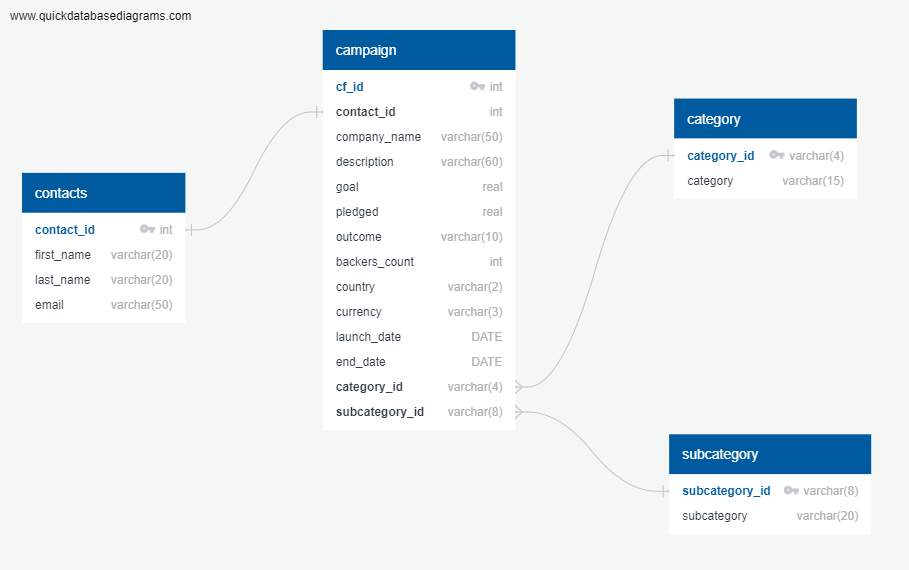 www.quickdatabasediagrams.com
campaign
cf_id int
contact_id int
company_name varchar(50)
description varchar(60)
goal real
pledged real
outcome varchar(10)
backers_count int
country varchar(2)
currency varchar(3)
launch_date DATE
end_date DATE
category_id varchar(4)
subcategory_id varchar(8)
category
category_id varchar(4)
category varchar(15)
contacts
contact_id int
first_name varchar(20)
last_name varchar(20)
email varchar(50)
subcategory
subcategory_id varchar(8)
subcategory varchar(20)